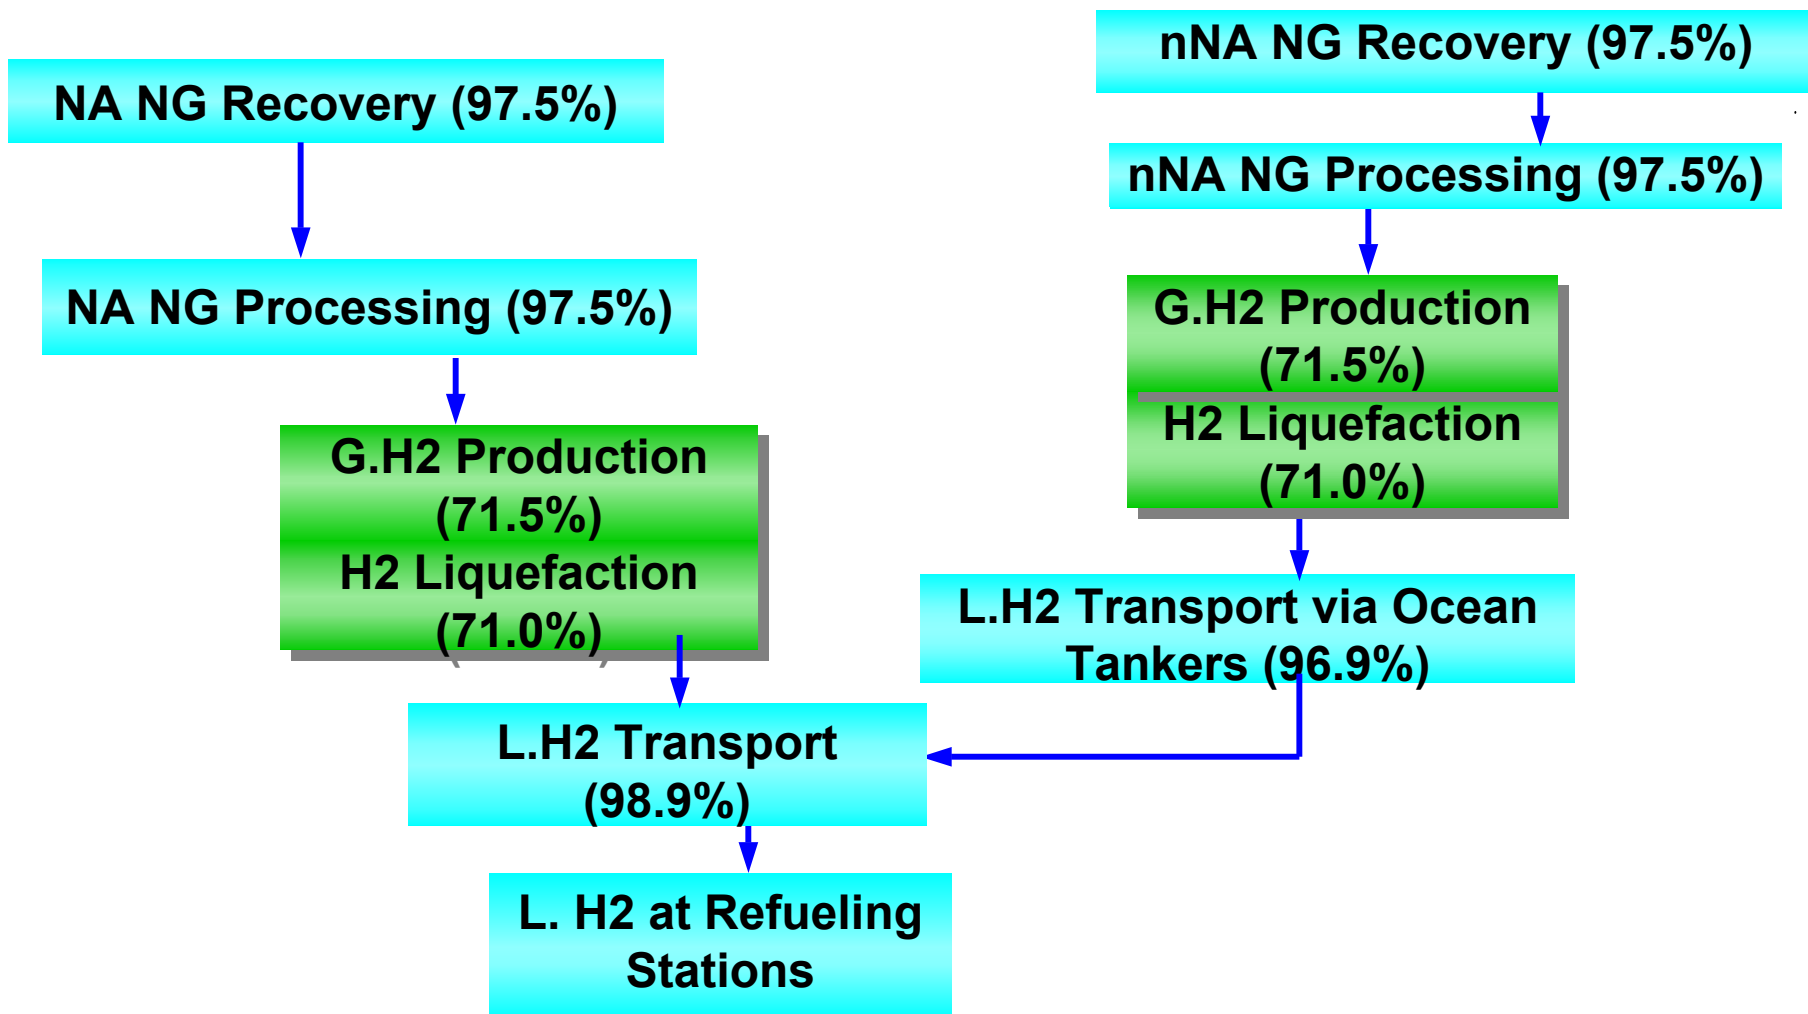 NA NG Recovery (97.5%)
NA NG Processing (97.5%)
G.H2 Production
(71.5%)
H2 Liquefaction
(71.0%)
nNA NG Recovery (97.5%)
nNA NG Processing (97.5%)
G.H2 Production
(71.5%)
H2 Liquefaction
(71.0%)
L.H2 Transport via Ocean
Tankers (96.9%)
L.H2 Transport
(98.9%)
L. H2 at Refueling
Stations